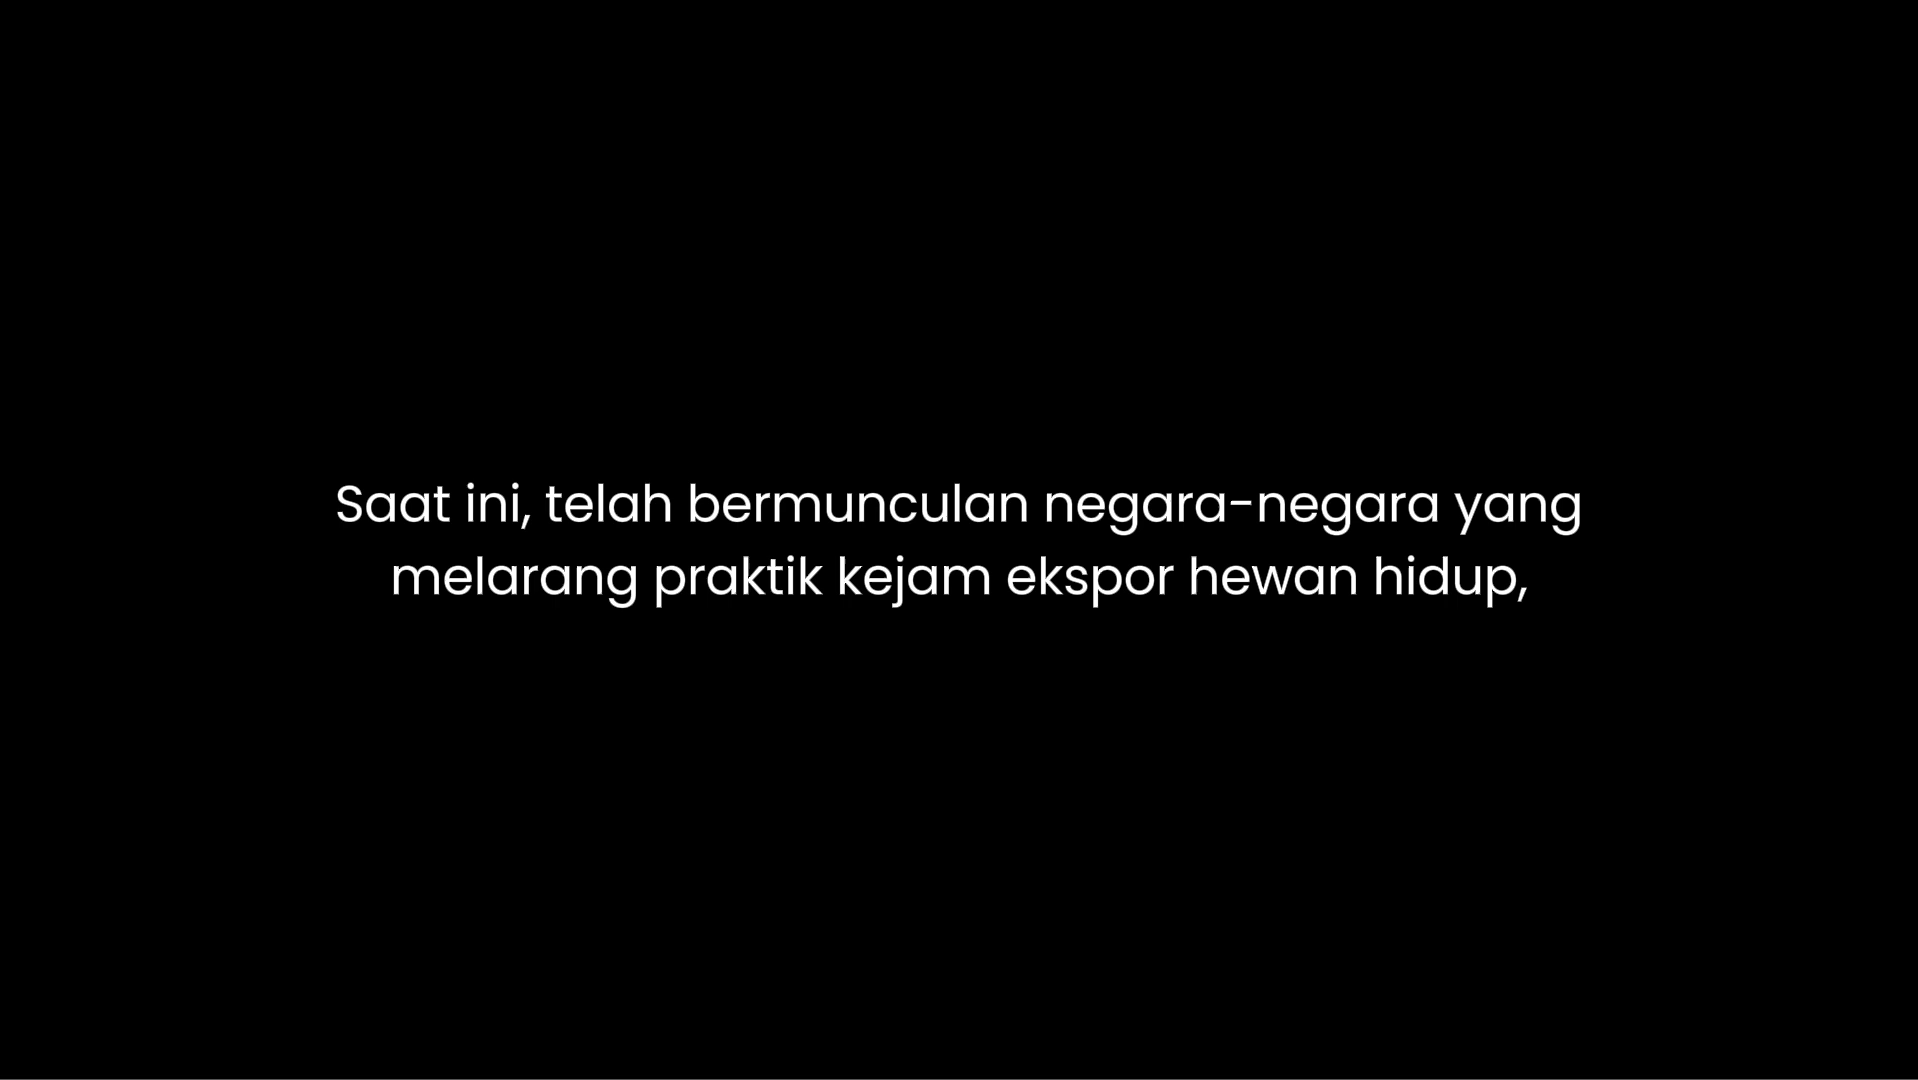 Saat ini, telah bermunculan negara-negara yang
melarang praktik kejam ekspor hewan hidup,